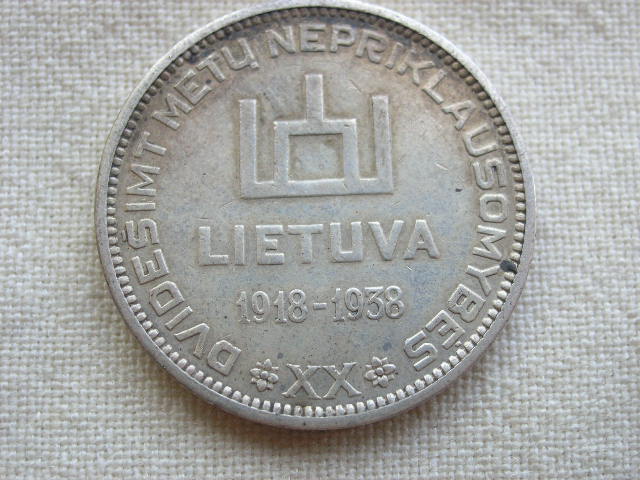 DVIDEŠIMT METŲ NEPRIKLAUSOMYBĖS
LIETUVA
1918-1938
XX